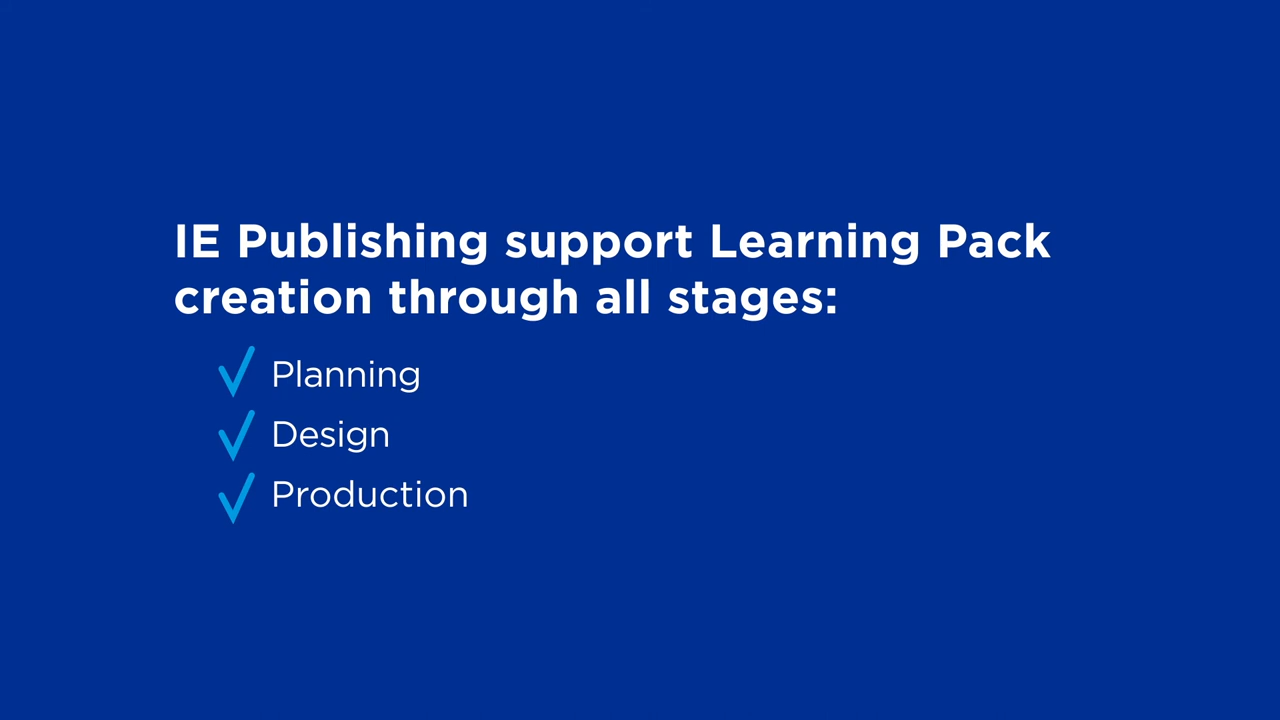 IE Publishing support Learning Pack
creation through all stages:
Planning
Design
Production